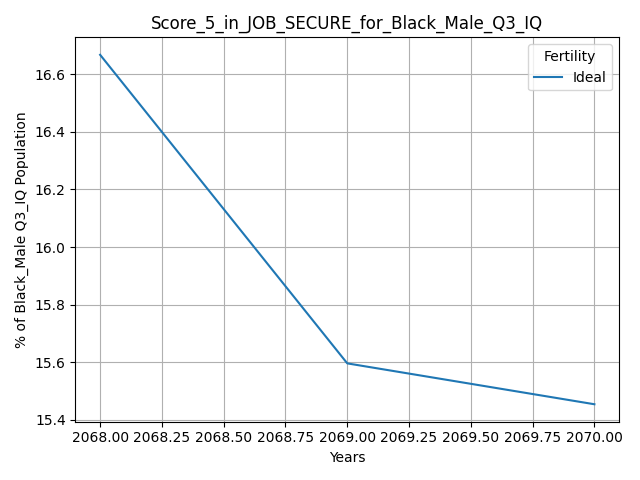 Score_5_in_JOB_SECURE_for_Black_Male_Q3_IQ
Fertility
Ideal
% of Black_Male Q3_IQ Population
16.6
16.4
16.2
16.0
15.8
15.6
15.4
2068.00 2068.25 2068.50 2068.75 2069.00 2069.25 2069.50 2069.75 2070.00
Years